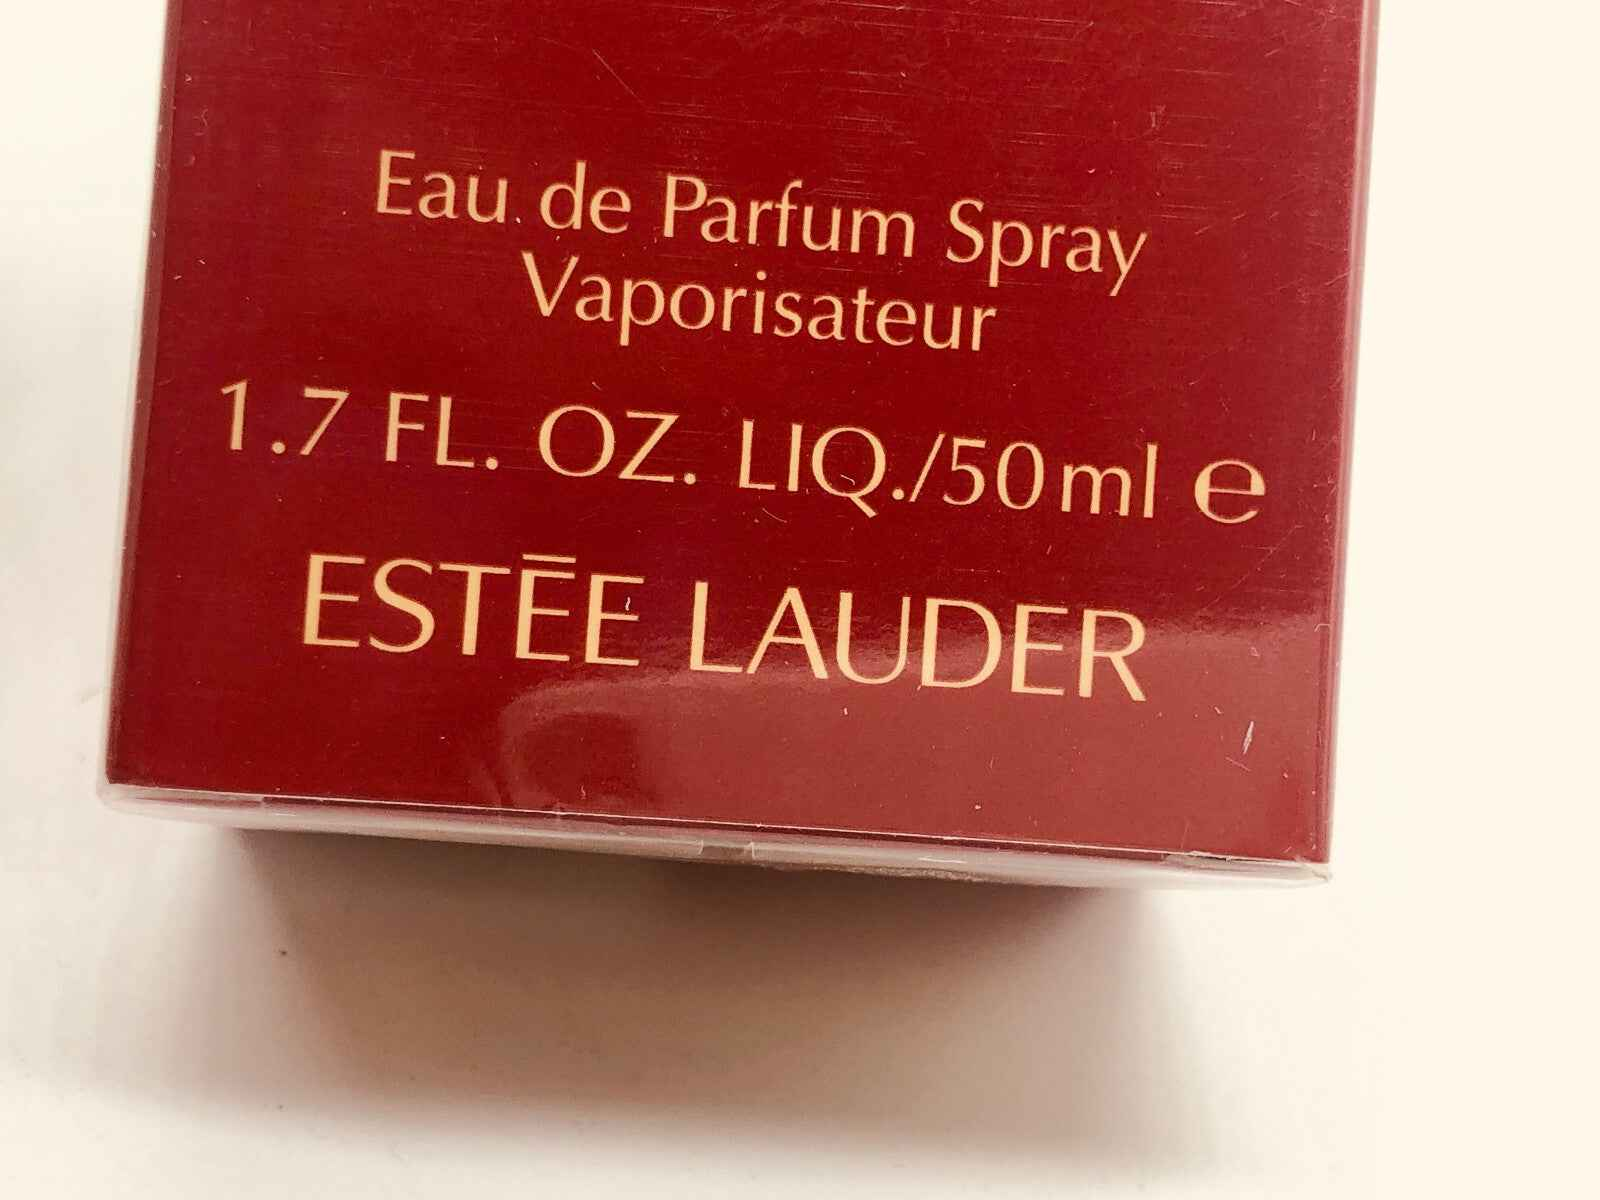 Eau de Parfum Spray
Vaporisateur
1.7 FL. OZ. LIQ./50ml ℮
ESTĒE LAUDER